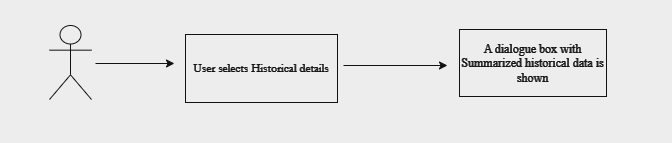 User selects Historical details
A dialogue box with
Summarized historical data is
shown